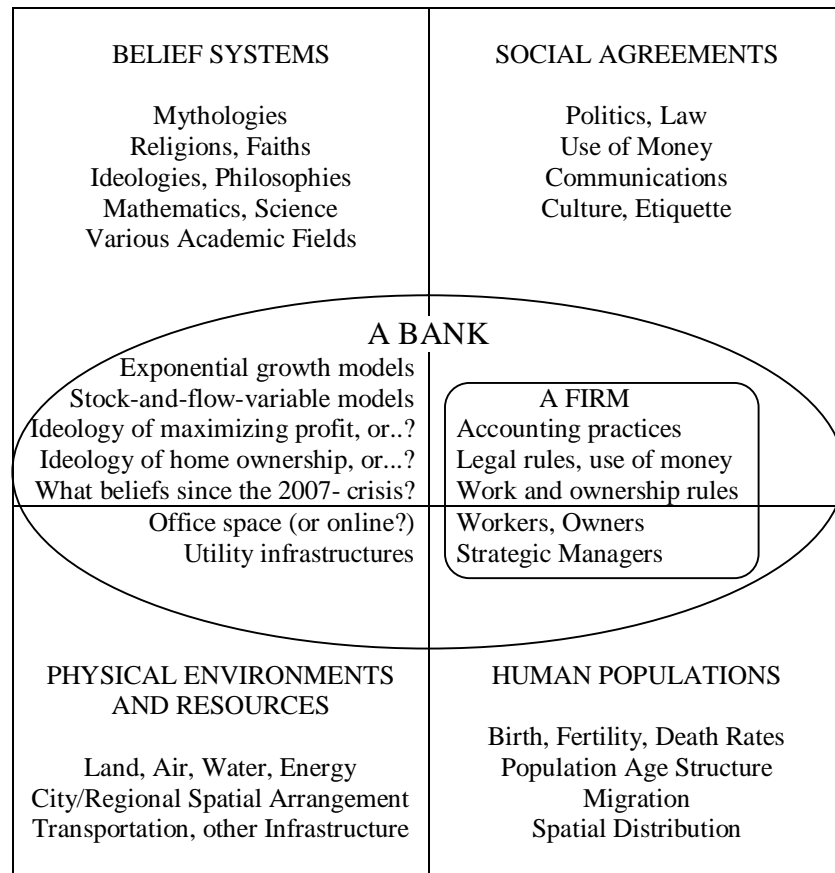 BELIEF SYSTEMS
Mythologies
Religions, Faiths
Ideologies, Philosophies
Mathematics, Science
Various Academic Fields
SOCIAL AGREEMENTS
Politics, Law
Use of Money
Communications
Culture, Etiquette
A BANK
Exponential growth models
Stock-and-flow-variable models
Ideology of maximizing profit, or..?
Ideology of home ownership, or...?
What beliefs since the 2007- crisis?
Office space (or online?)
Utility infrastructures
A FIRM
Accounting practices
Legal rules, use of money
Work and ownership rules
Workers, Owners
Strategic Managers
PHYSICAL ENVIRONMENTS
AND RESOURCES
Land, Air, Water, Energy
City/Regional Spatial Arrangement
Transportation, other Infrastructure
HUMAN POPULATIONS
Birth, Fertility, Death Rates
Population Age Structure
Migration
Spatial Distribution